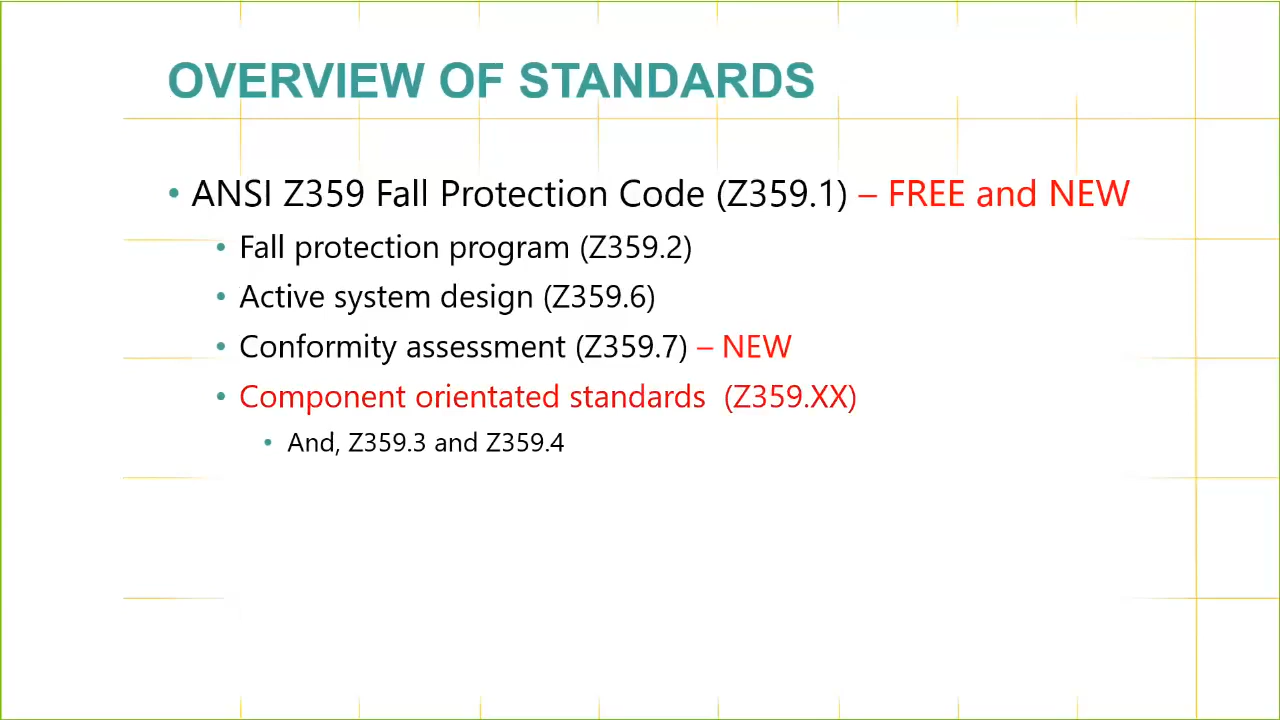 OVERVIEW OF STANDARDS
• ANSI Z359 Fall Protection Code (Z359.1) – FREE and NEW
• Fall protection program (Z359.2)
• Active system design (Z359.6)
• Conformity assessment (Z359.7) – NEW
• Component orientated standards (Z359.XX)
• And, Z359.3 and Z359.4